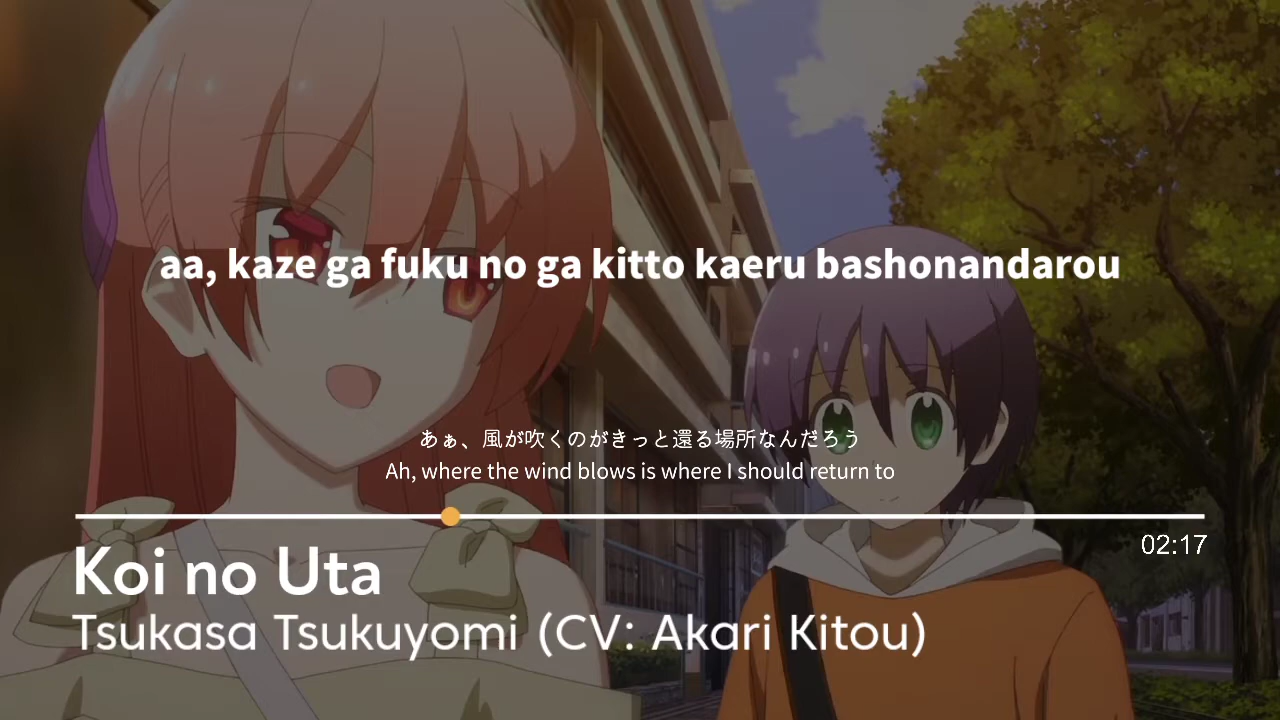 aa, kaze ga fuku no ga kitto kaeru bashonandarou
あぁ、風が吹くのがきっと還る場所なんだろう
Ah, where the wind blows is where I should return to
02:17
Koi no Uta
Tsukasa Tsukuyomi (CV: Akari Kitou)